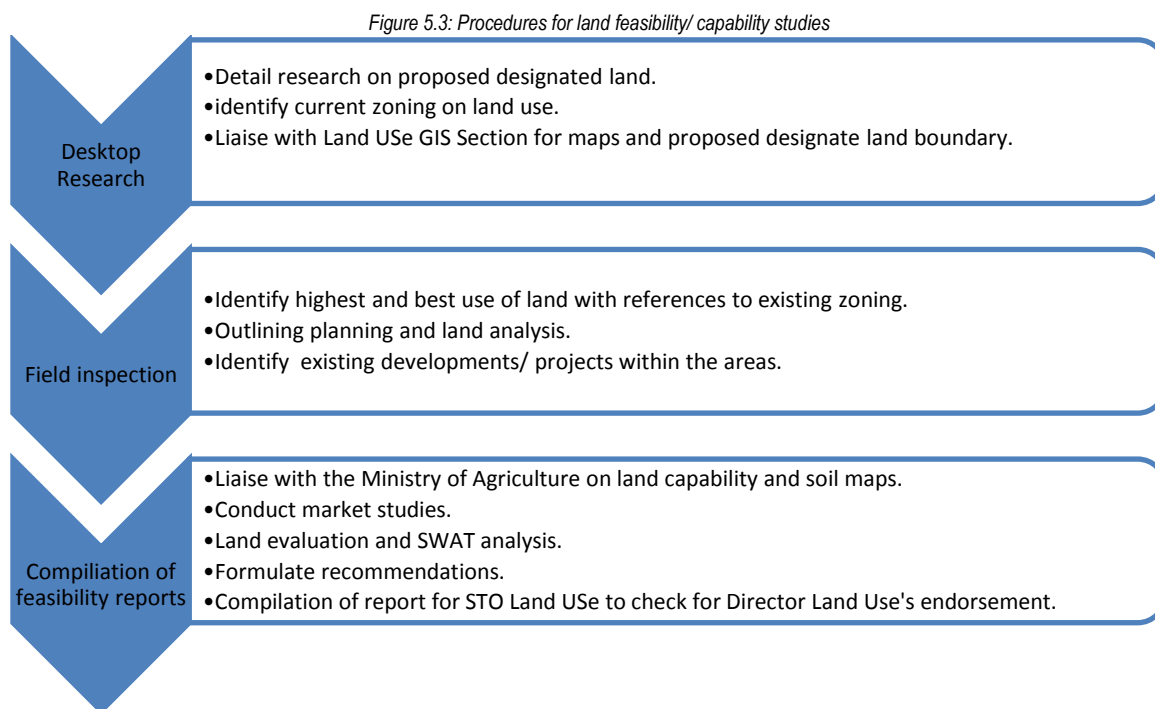 Figure 5.3: Procedures for land feasibility/ capability studies
Desktop
Research
•Detail research on proposed designated land.
•identify current zoning on land use.
•Liaise with Land USe GIS Section for maps and proposed designate land boundary.
Field inspection
•Identify highest and best use of land with references to existing zoning.
•Outlining planning and land analysis.
•Identify  existing developments/ projects within the areas.
Compiliation of
feasibility reports
•Liaise with the Ministry of Agriculture on land capability and soil maps.
•Conduct market studies.
•Land evaluation and SWAT analysis.
•Formulate recommendations.
•Compilation of report for STO Land USe to check for Director Land Use's endorsement.